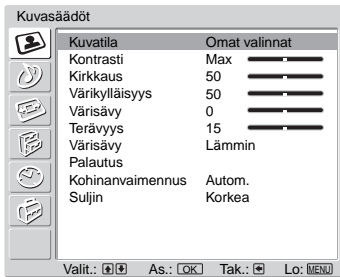 Kuvasäädöt
Kuvatila Omat valinnat
Kontrasti Max
Kirkkaus 50
Värikylläisyys 50
Värisävy 0
Terävyys 15
Värisävy Lämmin
Palautus
Kohinanvaimennus Autom.
Suljin Korkea
Valit.: As.: OK Tak.: Lo: MENU